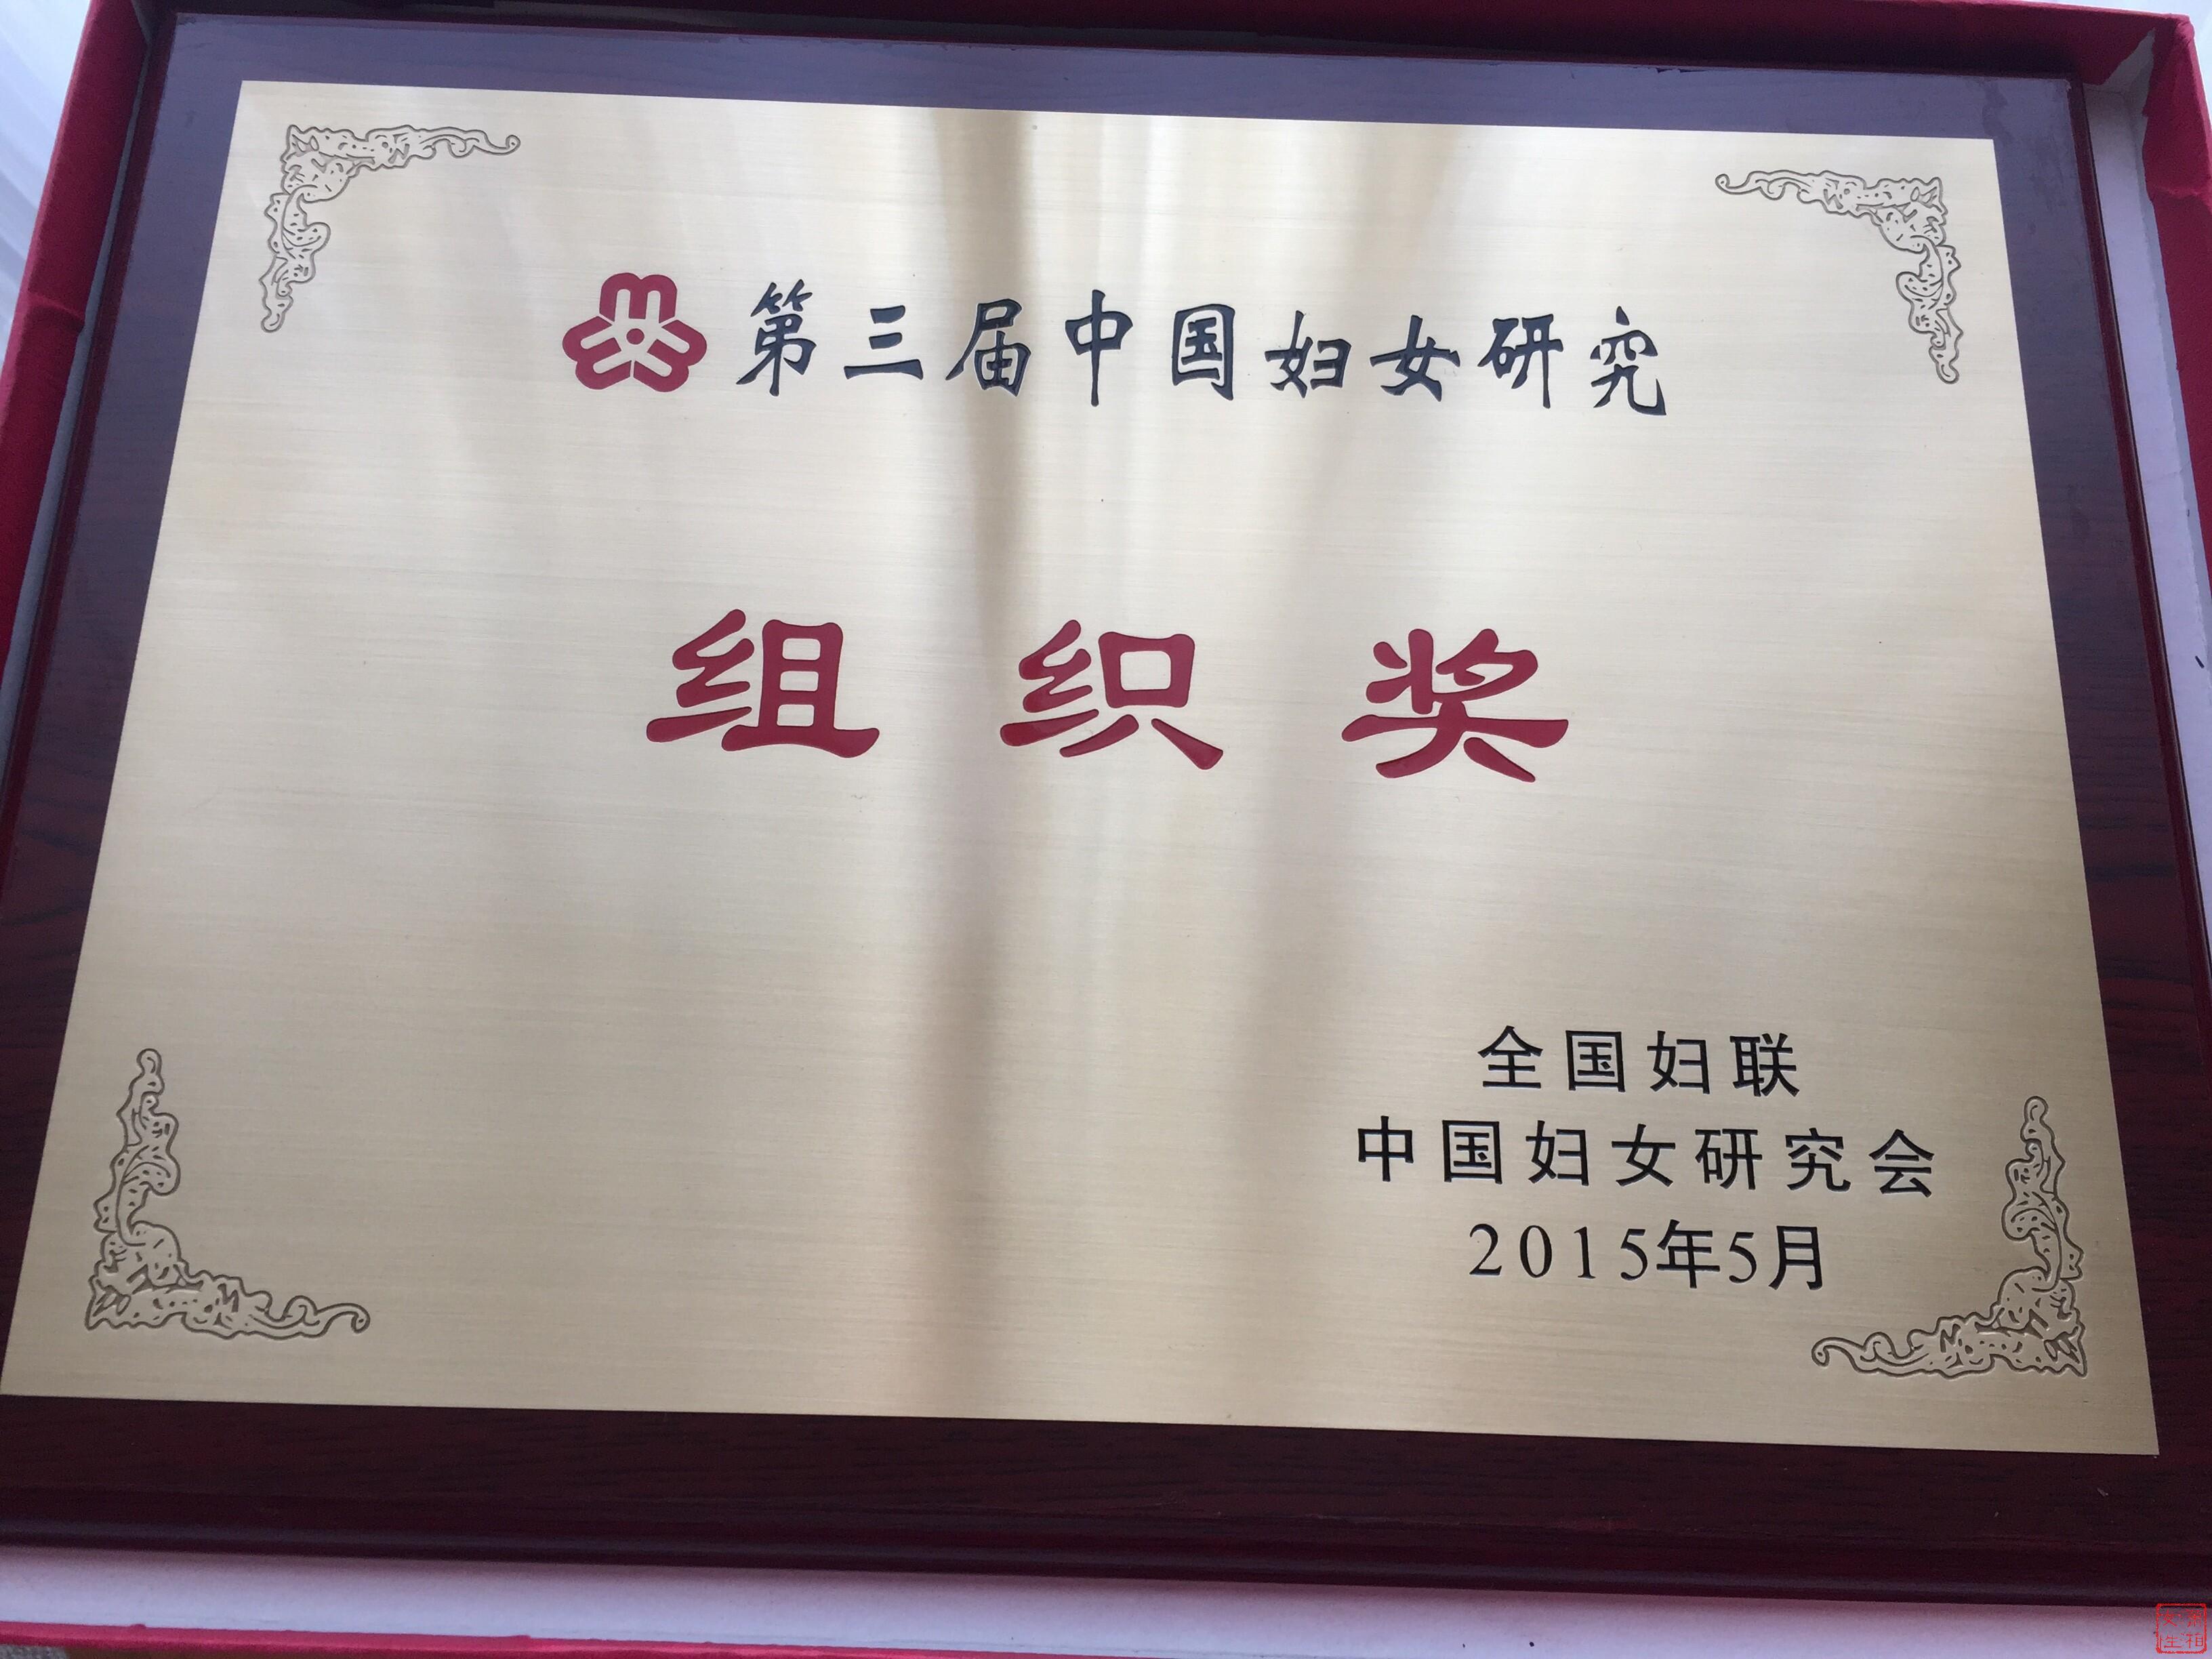 第三届中国妇女研究
组织奖
全国妇联
中国妇女研究会
2015年5月